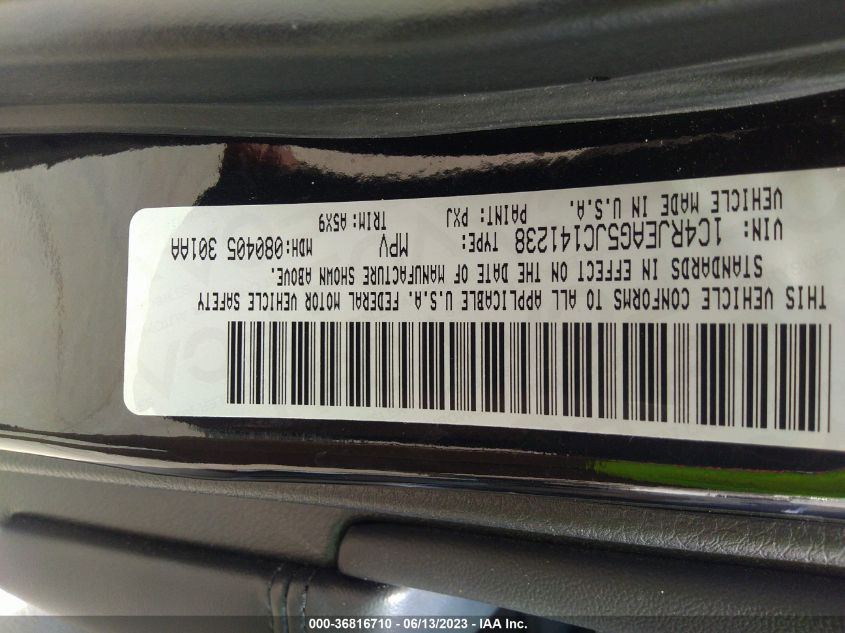 THIS VEHICLE CONFORMS TO ALL APPLICABLE U.S.A. FEDERAL MOTOR VEHICLE SAFETY
STANDARDS IN EFFECT ON THE DATE OF MANUFACTURE SHOWN ABOVE.
VIN: 1C4RJEAG5JC141238 TYPE: MPV MDH:080405 301AA
VEHICLE MADE IN U.S.A. PAINT: PXJ TRIM:A5X9
000-36816710 - 06/13/2023 - IAA Inc.